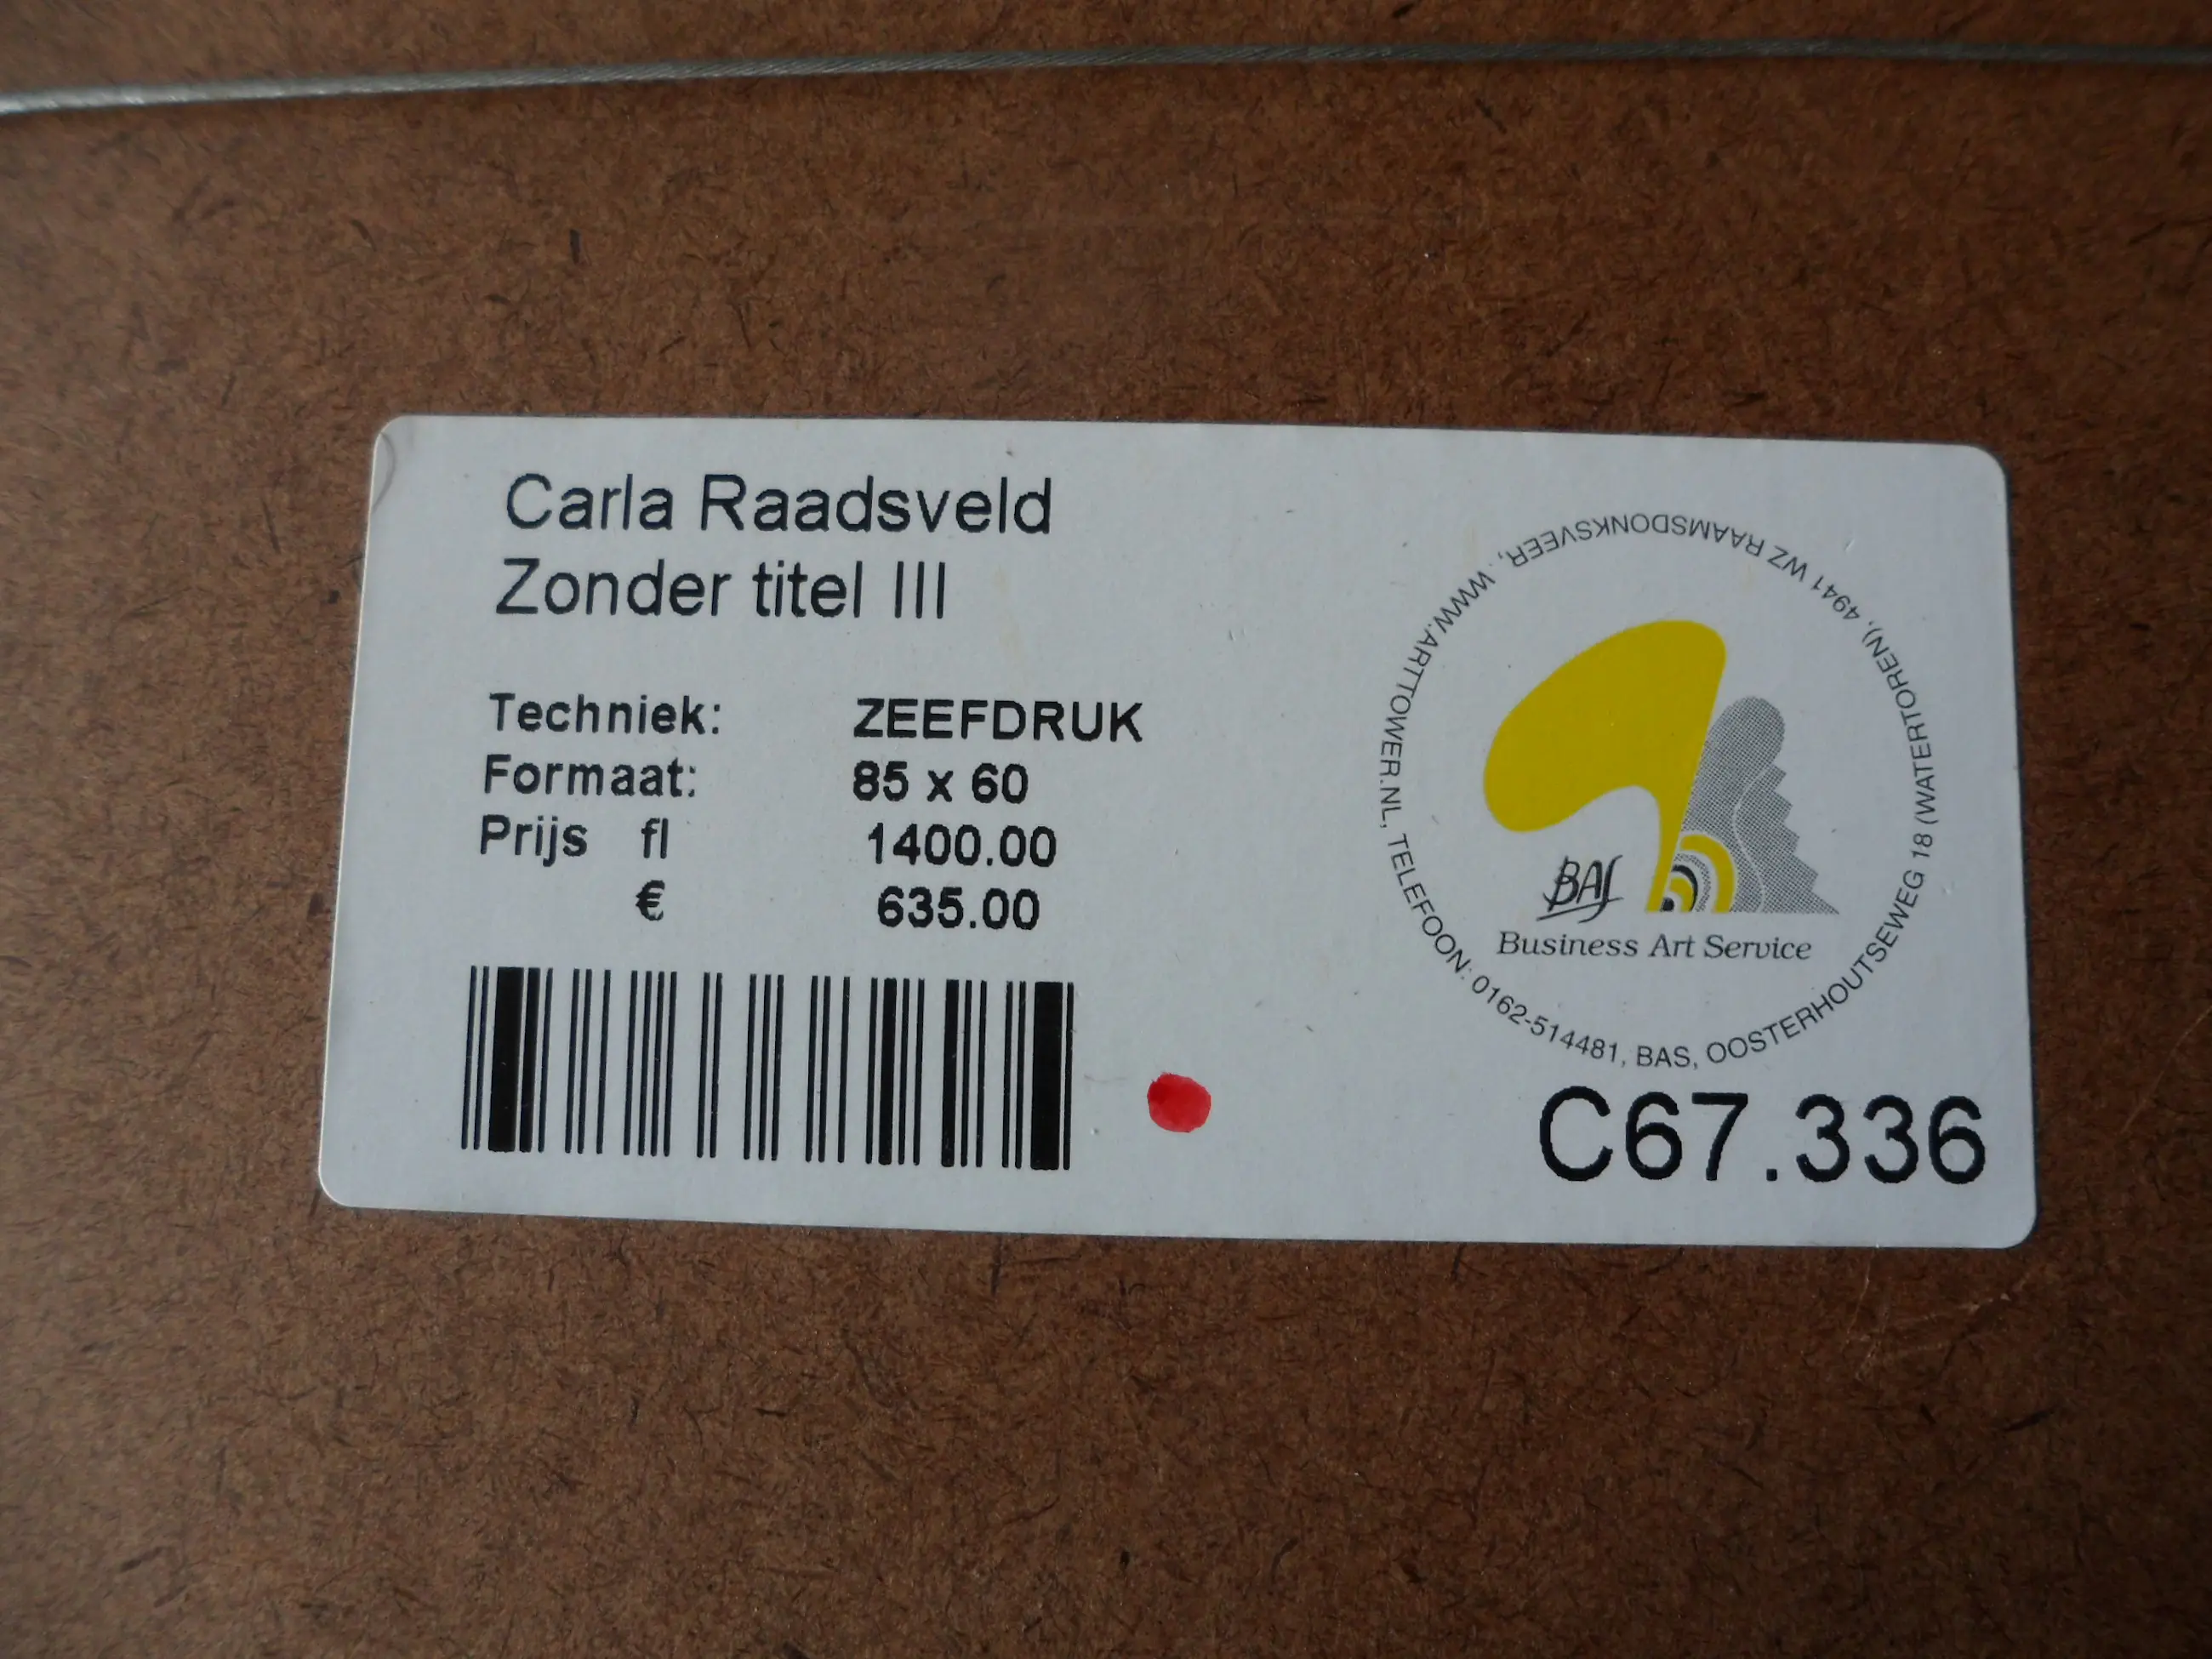 Carla Raadsveld
Zonder titel III
Techniek: ZEEFDRUK
Formaat: 85 x 60
Prijs fl 1400.00
€ 635.00
BAS
Business Art Service
BAS, OOSTERHOUTSEWEG 18 (WATERTOREN), 4941 WZ RAAMSDONKSVEER, WWW.ARTTOWER.NL, TELEFOON: 0162-514481,
C67.336